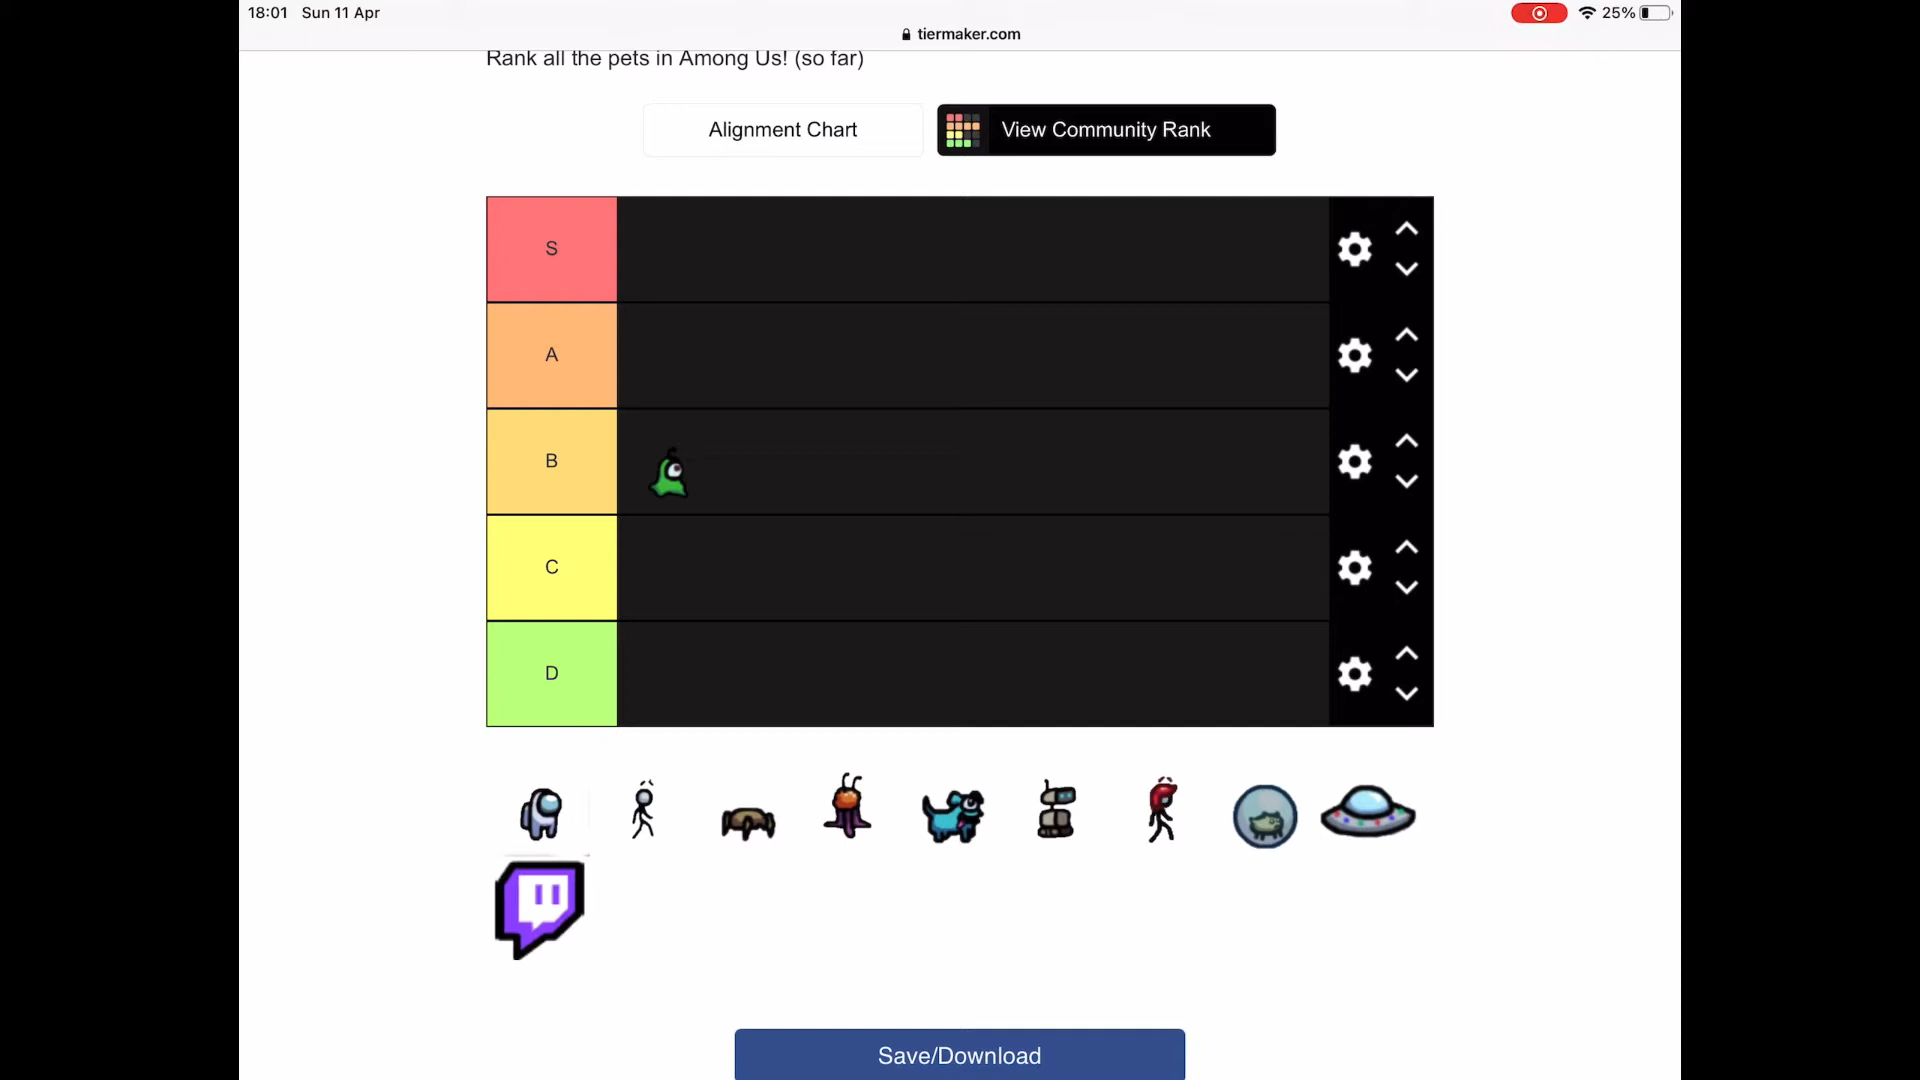 18:01 Sun 11 Apr
25%
tiermaker.com
Rank all the pets in Among Us! (so far)
Alignment Chart
View Community Rank
S
A
B
C
D
Save/Download